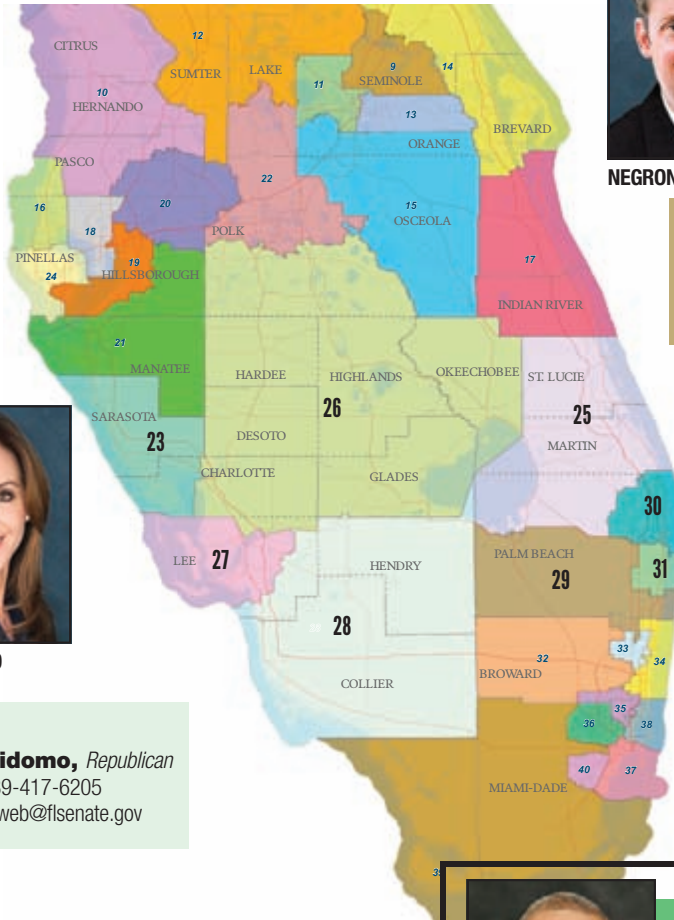 12
CITRUS
SUMTER
LAKE
9
SEMINOLE
14
11
10
HERNANDO
13
BREVARD
ORANGE
PASCO
NEGRON
22
20
16
15
OSCEOLA
18
POLK
PINELLAS
19
HILLSBOROUGH
24
17
INDIAN RIVER
21
MANATEE
HARDEE
HIGHLANDS
OKEECHOBEE
ST. LUCIE
26
25
SARASOTA
23
DESOTO
MARTIN
CHARLOTTE
GLADES
30
PALM BEACH
LEE
27
HENDRY
31
29
28
33
32
34
BROWARD
COLLIER
35
36
38
40
37
MIAMI-DADE
idomo, Republican
9-417-6205
web@flsenate.gov